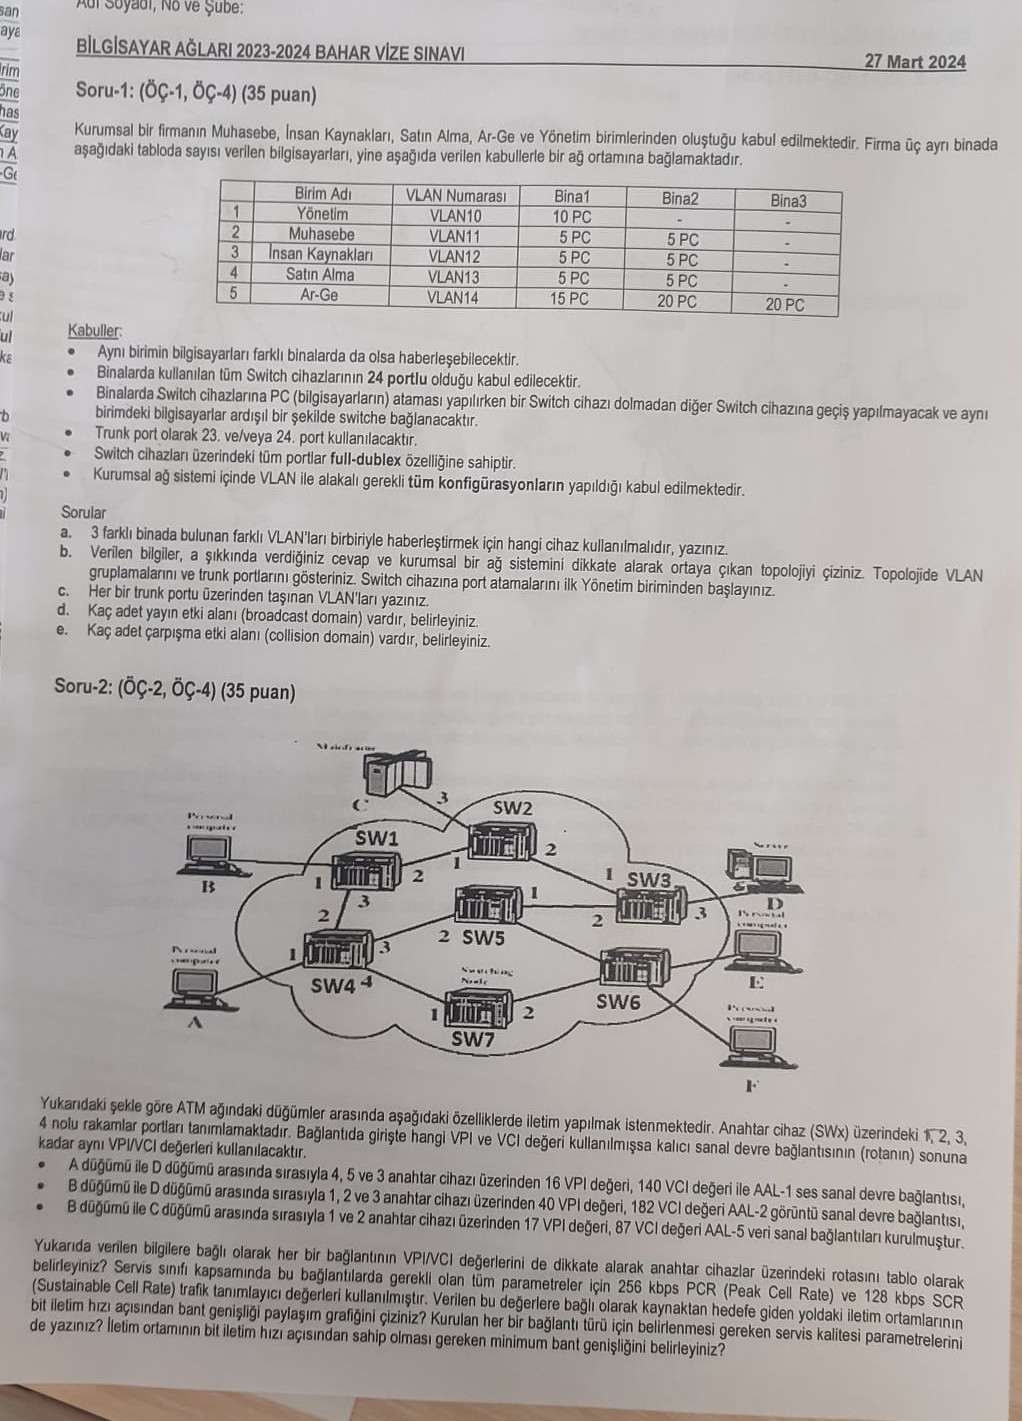 san
aya
rim
öne
has
Kay
n A
-Ge
ard.
lar
say
Adı Soyadı, No ve Şube:
BİLGİSAYAR AĞLARI 2023-2024 BAHAR VİZE SINAVI
27 Mart 2024
Soru-1: (ÖÇ-1, ÖÇ-4) (35 puan)
Kurumsal bir firmanın Muhasebe, İnsan Kaynakları, Satın Alma, Ar-Ge ve Yönetim birimlerinden oluştuğu kabul edilmektedir. Firma üç ayrı binada
aşağıdaki tabloda sayısı verilen bilgisayarları, yine aşağıda verilen kabullerle bir ağ ortamına bağlamaktadır.
Birim Adı VLAN Numarası Bina1 Bina2 Bina3
1 Yönetim VLAN10 10 PC - -
2 Muhasebe VLAN11 5 PC 5 PC -
3 İnsan Kaynakları VLAN12 5 PC 5 PC -
4 Satın Alma VLAN13 5 PC 5 PC -
5 Ar-Ge VLAN14 15 PC 20 PC 20 PC
Kabuller:
• Aynı birimin bilgisayarları farklı binalarda da olsa haberleşebilecektir.
• Binalarda kullanılan tüm Switch cihazlarının 24 portlu olduğu kabul edilecektir.
• Binalarda Switch cihazlarına PC (bilgisayarların) ataması yapılırken bir Switch cihazı dolmadan diğer Switch cihazına geçiş yapılmayacak ve aynı
birimdeki bilgisayarlar ardışıl bir şekilde switche bağlanacaktır.
• Trunk port olarak 23. ve/veya 24. port kullanılacaktır.
• Switch cihazları üzerindeki tüm portlar full-dublex özelliğine sahiptir.
• Kurumsal ağ sistemi içinde VLAN ile alakalı gerekli tüm konfigürasyonların yapıldığı kabul edilmektedir.
Sorular
a. 3 farklı binada bulunan farklı VLAN'ları birbiriyle haberleştirmek için hangi cihaz kullanılmalıdır, yazınız.
b. Verilen bilgiler, a şıkkında verdiğiniz cevap ve kurumsal bir ağ sistemini dikkate alarak ortaya çıkan topolojiyi çiziniz. Topolojide VLAN
gruplamalarını ve trunk portlarını gösteriniz. Switch cihazına port atamalarını ilk Yönetim biriminden başlayınız.
c. Her bir trunk portu üzerinden taşınan VLAN'ları yazınız.
d. Kaç adet yayın etki alanı (broadcast domain) vardır, belirleyiniz.
e. Kaç adet çarpışma etki alanı (collision domain) vardır, belirleyiniz.
Soru-2: (ÖÇ-2, ÖÇ-4) (35 puan)
Mainframe
C
3
SW2
Personal
computer
SW1
1
2
Server
B
1
2
3
1 SW3
1
2
3
D
Personal
computer
2
Personal
computer
1
3
2 SW5
Switching
Node
E
SW4 4
SW6
A
1
2
Personal
computer
SW7
F
Yukarıdaki şekle göre ATM ağındaki düğümler arasında aşağıdaki özelliklerde iletim yapılmak istenmektedir. Anahtar cihaz (SWx) üzerindeki 1, 2, 3,
4 nolu rakamlar portları tanımlamaktadır. Bağlantıda girişte hangi VPI ve VCI değeri kullanılmışsa kalıcı sanal devre bağlantısının (rotanın) sonuna
kadar aynı VPI/VCI değerleri kullanılacaktır.
• A düğümü ile D düğümü arasında sırasıyla 4, 5 ve 3 anahtar cihazı üzerinden 16 VPI değeri, 140 VCI değeri ile AAL-1 ses sanal devre bağlantısı,
• B düğümü ile D düğümü arasında sırasıyla 1, 2 ve 3 anahtar cihazı üzerinden 40 VPI değeri, 182 VCI değeri AAL-2 görüntü sanal devre bağlantısı,
• B düğümü ile C düğümü arasında sırasıyla 1 ve 2 anahtar cihazı üzerinden 17 VPI değeri, 87 VCI değeri AAL-5 veri sanal bağlantıları kurulmuştur.
Yukarıda verilen bilgilere bağlı olarak her bir bağlantının VPI/VCI değerlerini de dikkate alarak anahtar cihazlar üzerindeki rotasını tablo olarak
belirleyiniz? Servis sınıfı kapsamında bu bağlantılarda gerekli olan tüm parametreler için 256 kbps PCR (Peak Cell Rate) ve 128 kbps SCR
(Sustainable Cell Rate) trafik tanımlayıcı değerleri kullanılmıştır. Verilen bu değerlere bağlı olarak kaynaktan hedefe giden yoldaki iletim ortamlarının
bit iletim hızı açısından bant genişliği paylaşım grafiğini çiziniz? Kurulan her bir bağlantı türü için belirlenmesi gereken servis kalitesi parametrelerini
de yazınız? İletim ortamının bit iletim hızı açısından sahip olması gereken minimum bant genişliğini belirleyiniz?